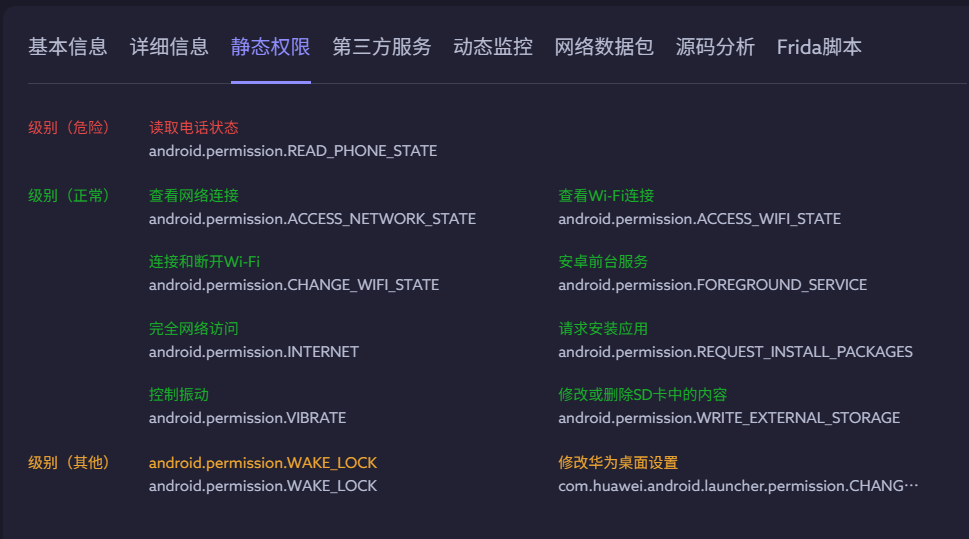 基本信息 详细信息 静态权限 第三方服务 动态监控 网络数据包 源码分析 Frida脚本
级别（危险） 读取电话状态
android.permission.READ_PHONE_STATE
级别（正常） 查看网络连接 查看Wi-Fi连接
android.permission.ACCESS_NETWORK_STATE android.permission.ACCESS_WIFI_STATE
连接和断开Wi-Fi 安卓前台服务
android.permission.CHANGE_WIFI_STATE android.permission.FOREGROUND_SERVICE
完全网络访问 请求安装应用
android.permission.INTERNET android.permission.REQUEST_INSTALL_PACKAGES
控制振动 修改或删除SD卡中的内容
android.permission.VIBRATE android.permission.WRITE_EXTERNAL_STORAGE
级别（其他） android.permission.WAKE_LOCK 修改华为桌面设置
android.permission.WAKE_LOCK com.huawei.android.launcher.permission.CHANG···